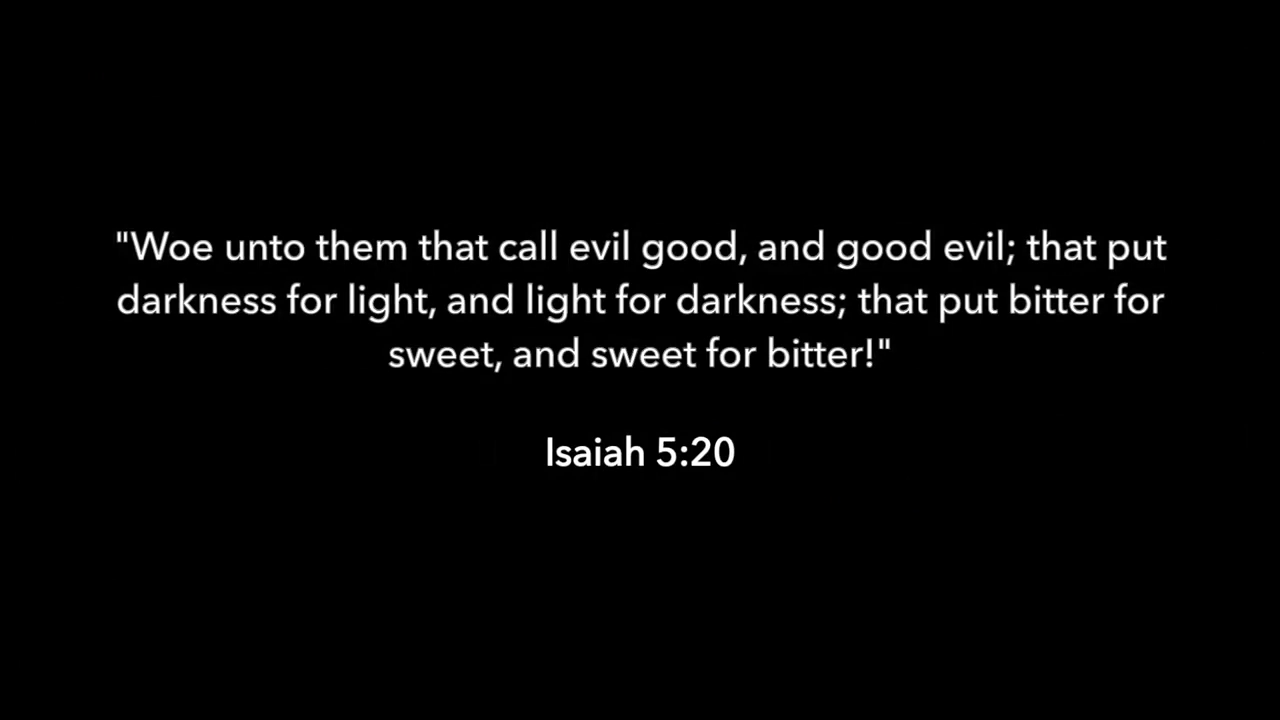 "Woe unto them that call evil good, and good evil; that put
darkness for light, and light for darkness; that put bitter for
sweet, and sweet for bitter!"
Isaiah 5:20